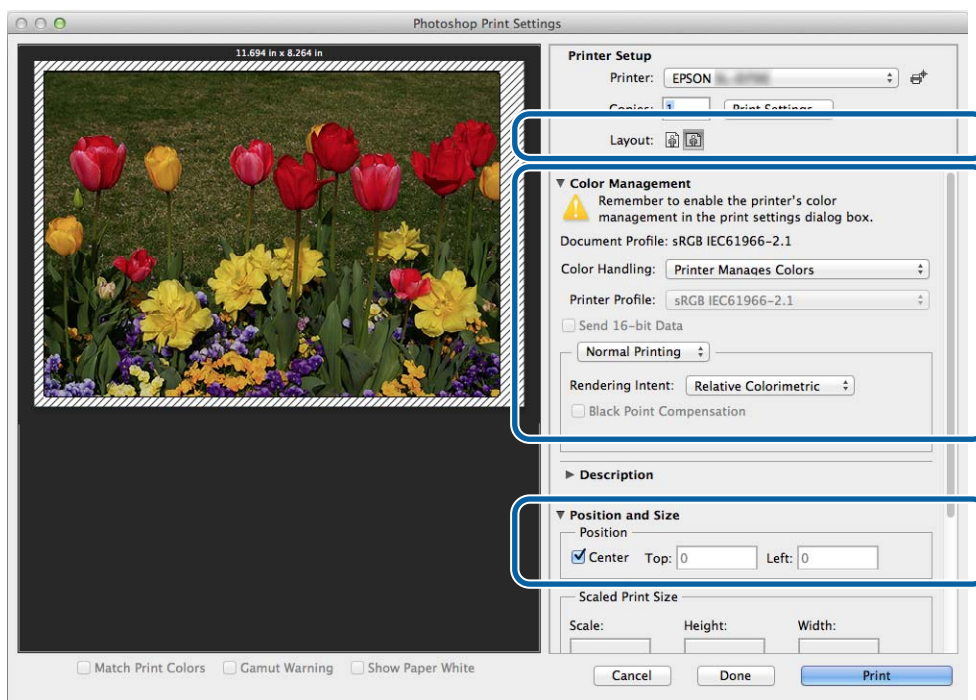 Photoshop Print Settings
11.694 in x 8.264 in
Printer Setup
Printer: EPSON
Copies: 1 Print Settings...
Layout:
Color Management
Remember to enable the printer's color
management in the print settings dialog box.
Document Profile: sRGB IEC61966-2.1
Color Handling: Printer Manages Colors
Printer Profile: sRGB IEC61966-2.1
Send 16-bit Data
Normal Printing
Rendering Intent: Relative Colorimetric
Black Point Compensation
Description
Position and Size
Position
Center Top: 0 Left: 0
Scaled Print Size
Scale: Height: Width:
Match Print Colors Gamut Warning Show Paper White
Cancel Done Print